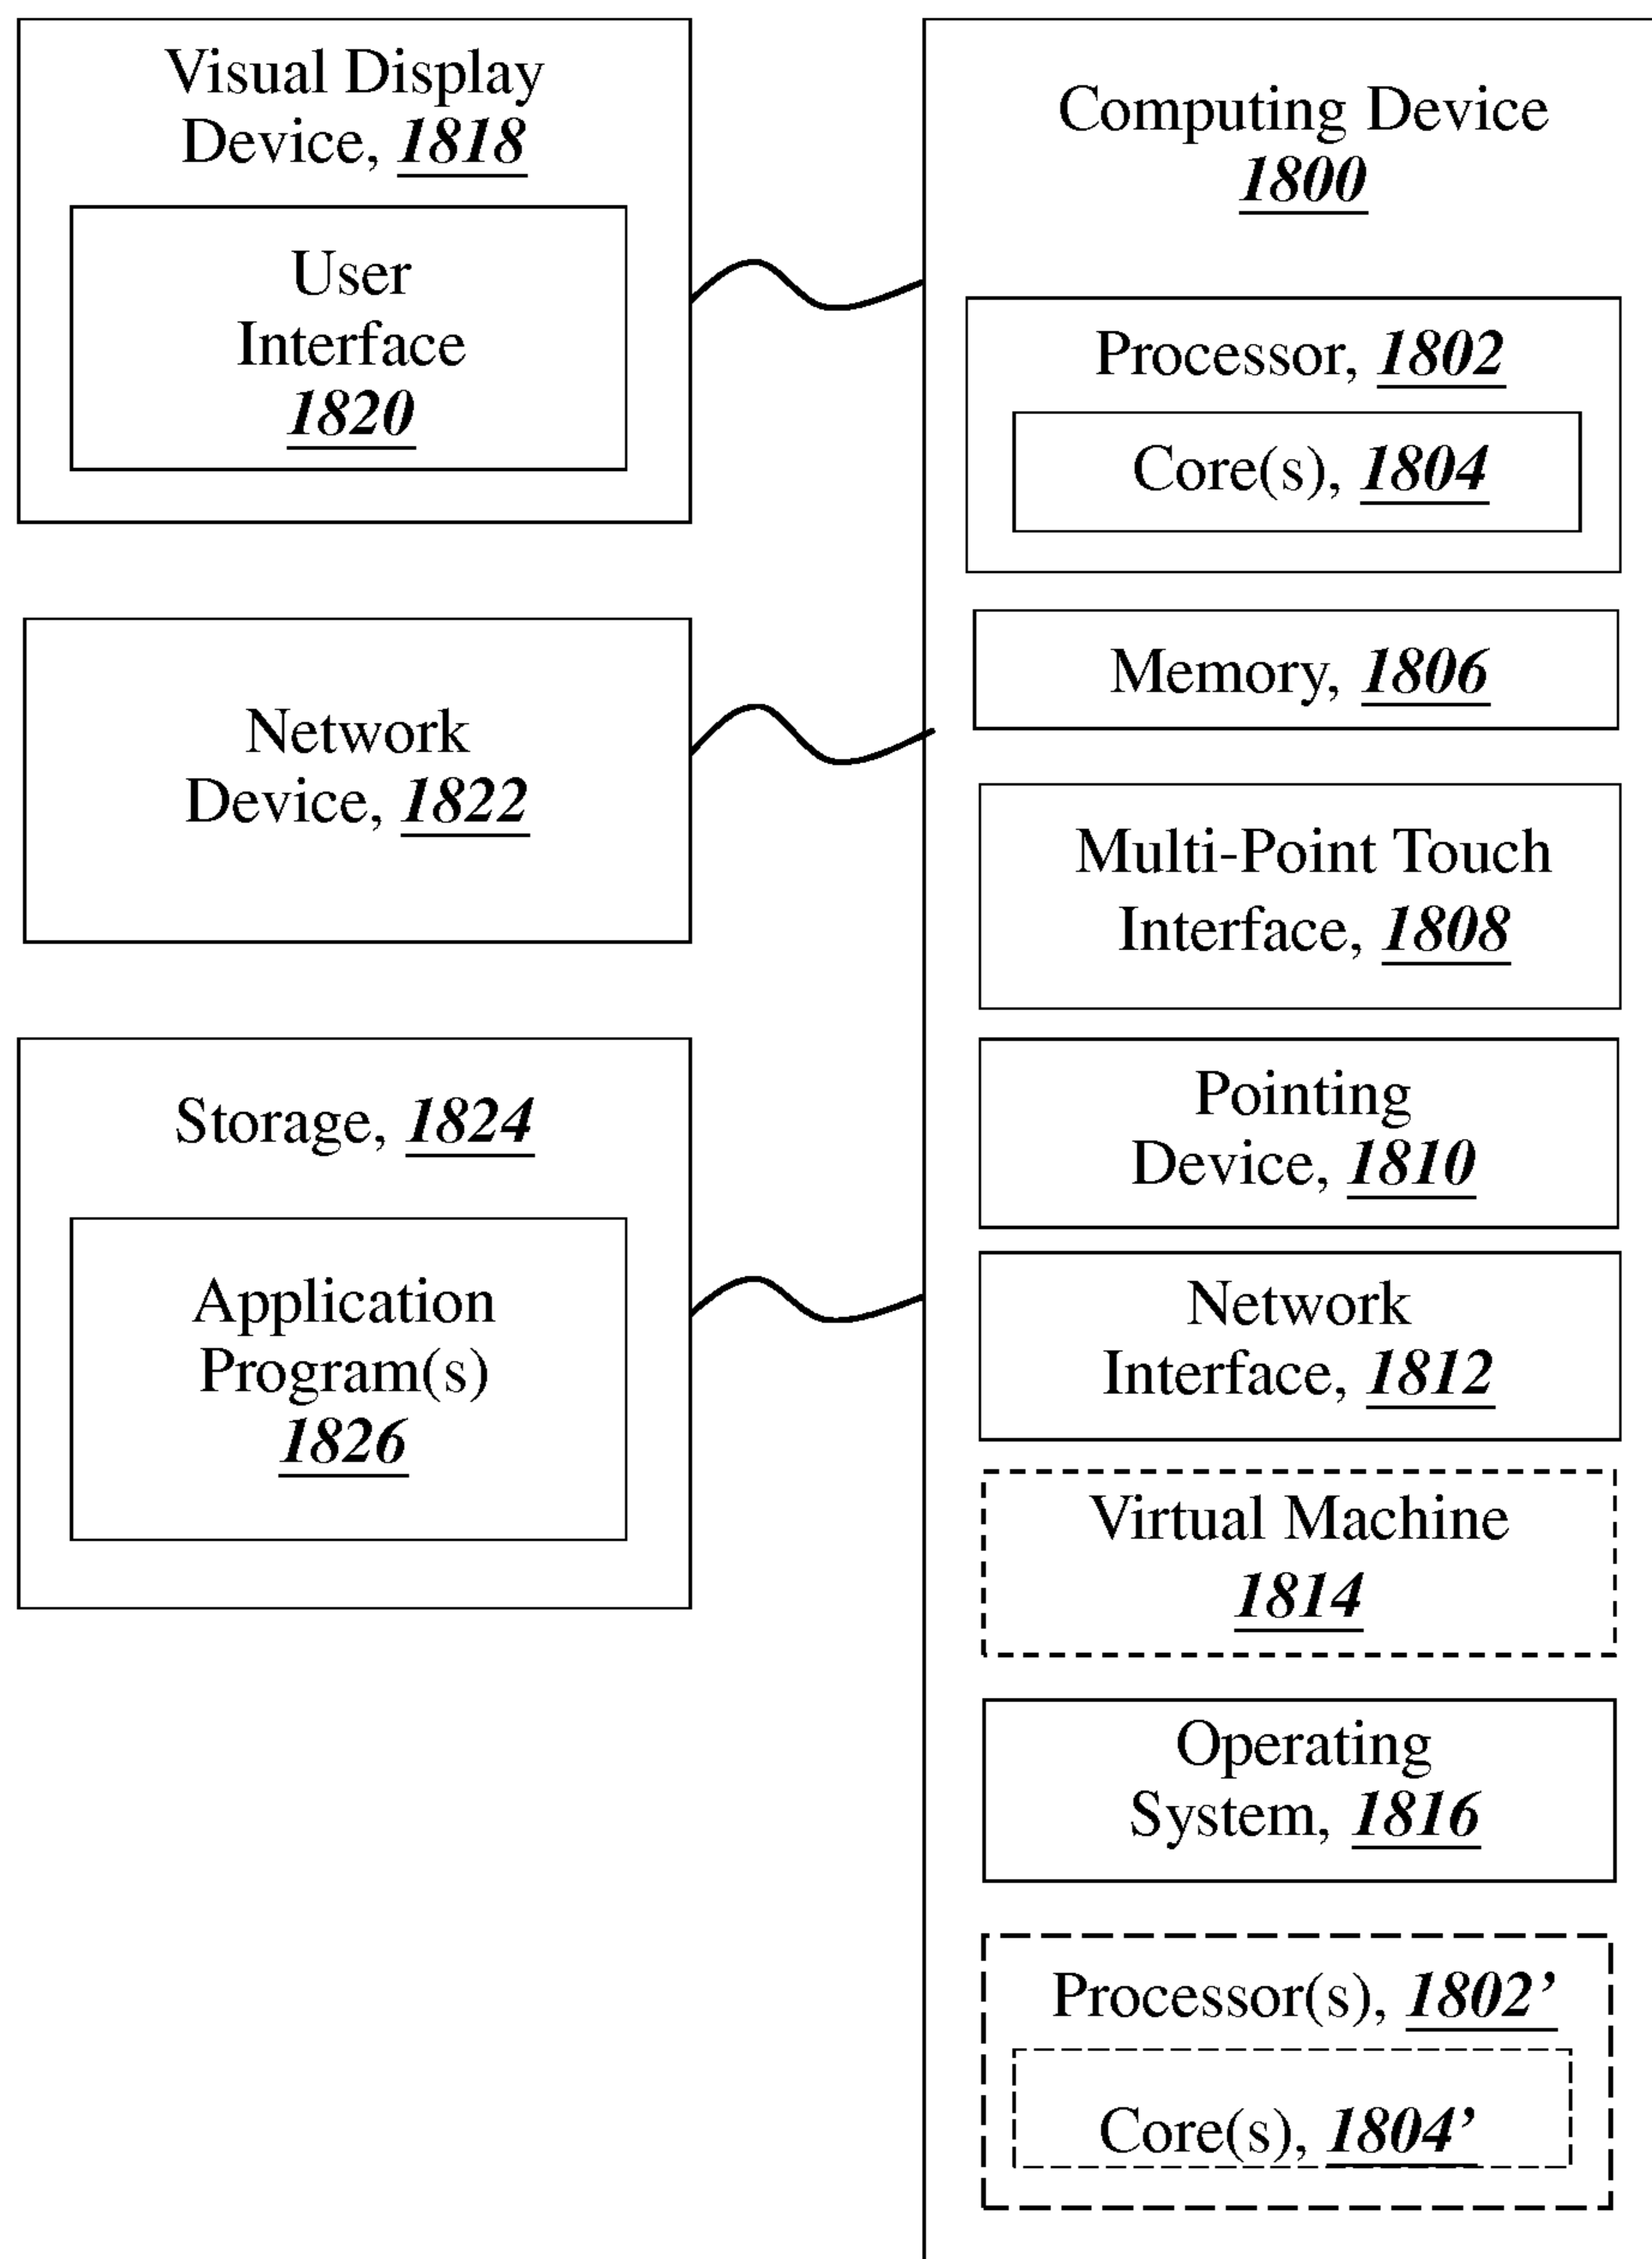 Visual Display
Device, 1818
User
Interface
1820
Network
Device, 1822
Storage, 1824
Application
Program(s)
1826
Computing Device
1800
Processor, 1802
Core(s), 1804
Memory, 1806
Multi-Point Touch
Interface, 1808
Pointing
Device, 1810
Network
Interface, 1812
Virtual Machine
1814
Operating
System, 1816
Processor(s), 1802’
Core(s), 1804’